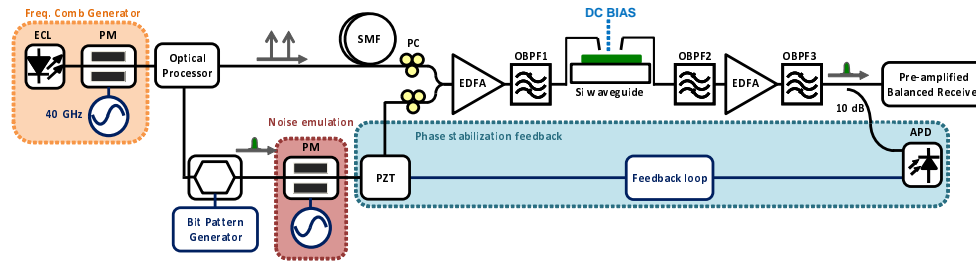 Freq. Comb Generator
ECL
PM
40 GHz
Optical
Processor
SMF
PC
EDFA
OBPF1
DC BIAS
Si waveguide
OBPF2
EDFA
OBPF3
10 dB
Pre-amplified
Balanced Receive
APD
Noise emulation
PM
Phase stabilization feedback
PZT
Feedback loop
Bit Pattern
Generator